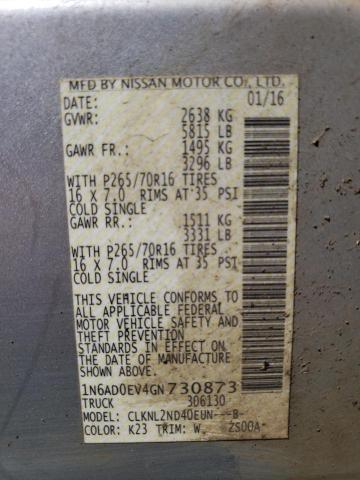 MFD BY NISSAN MOTOR CO., LTD.
DATE: 01/16
GVWR: 2638 KG
5815 LB
GAWR FR.: 1495 KG
3296 LB
WITH P265/70R16 TIRES
16 X 7.0 RIMS AT 35 PSI
COLD SINGLE
GAWR RR.: 1511 KG
3331 LB
WITH P265/70R16 TIRES
16 X 7.0 RIMS AT 35 PSI
COLD SINGLE
THIS VEHICLE CONFORMS TO
ALL APPLICABLE FEDERAL
MOTOR VEHICLE SAFETY AND
THEFT PREVENTION
STANDARDS IN EFFECT ON
THE DATE OF MANUFACTURE
SHOWN ABOVE.
1N6AD0EV4GN730873
TRUCK 306130
MODEL: CLKNL2ND40EUN---B-
COLOR: K23 TRIM: W 2S00A-